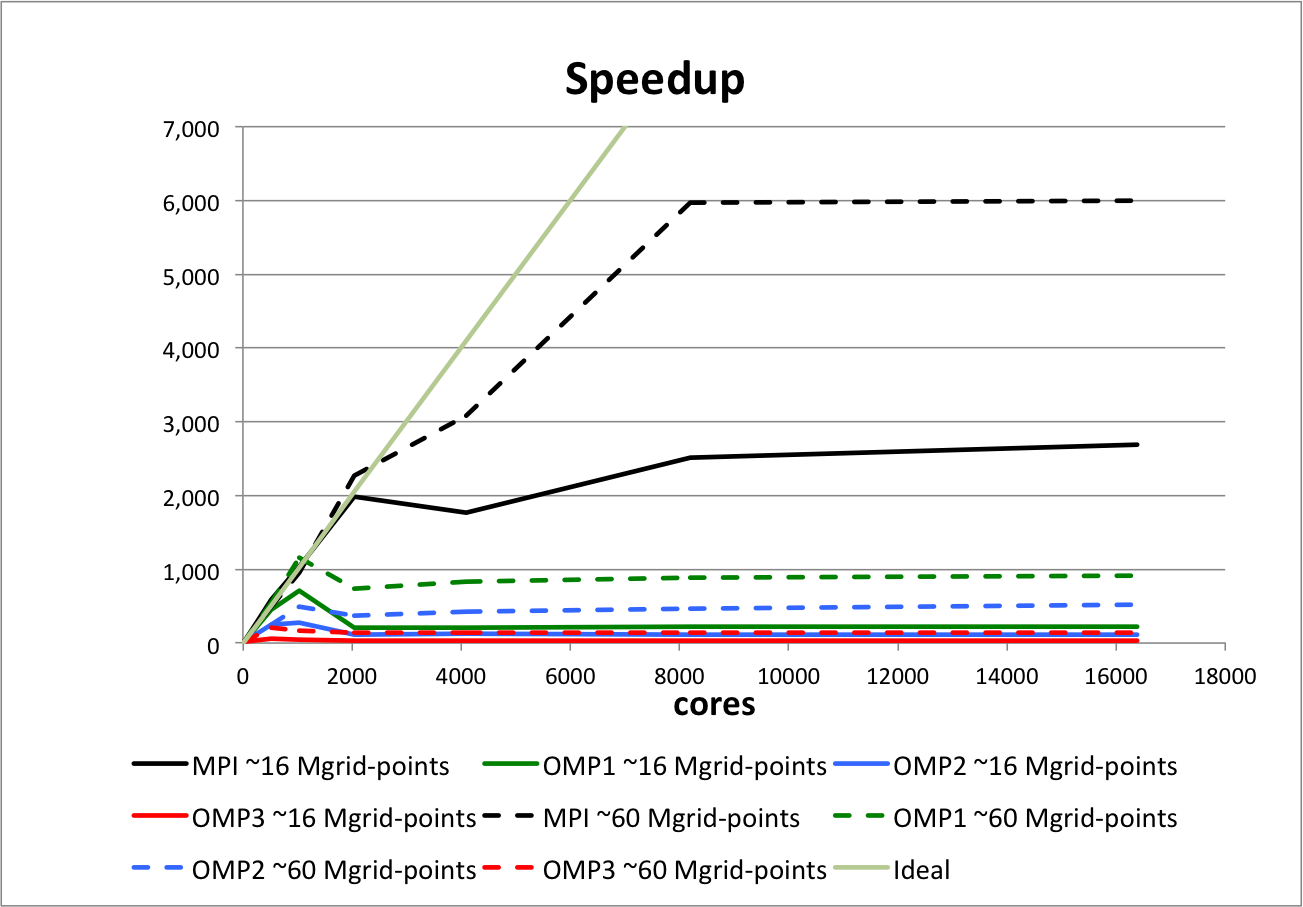 Speedup
7,000
6,000
5,000
4,000
3,000
2,000
1,000
0
0 2000 4000 6000 8000 10000 12000 14000 16000 18000
cores
MPI ~16 Mgrid-points OMP1 ~16 Mgrid-points OMP2 ~16 Mgrid-points
OMP3 ~16 Mgrid-points MPI ~60 Mgrid-points OMP1 ~60 Mgrid-points
OMP2 ~60 Mgrid-points OMP3 ~60 Mgrid-points Ideal